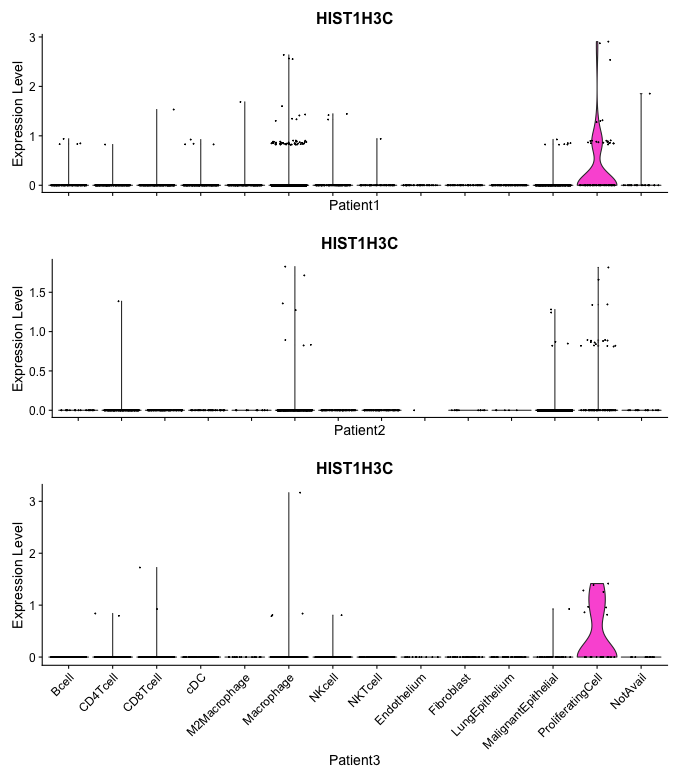 HIST1H3C
Expression Level
3
2
1
0
Patient1
HIST1H3C
Expression Level
1.5
1.0
0.5
0.0
Patient2
HIST1H3C
Expression Level
3
2
1
0
Bcell
CD4Tcell
CD8Tcell
cDC
M2Macrophage
Macrophage
NKcell
NKTcell
Endothelium
Fibroblast
LungEpithelium
MalignantEpithelial
ProliferatingCell
NotAvail
Patient3